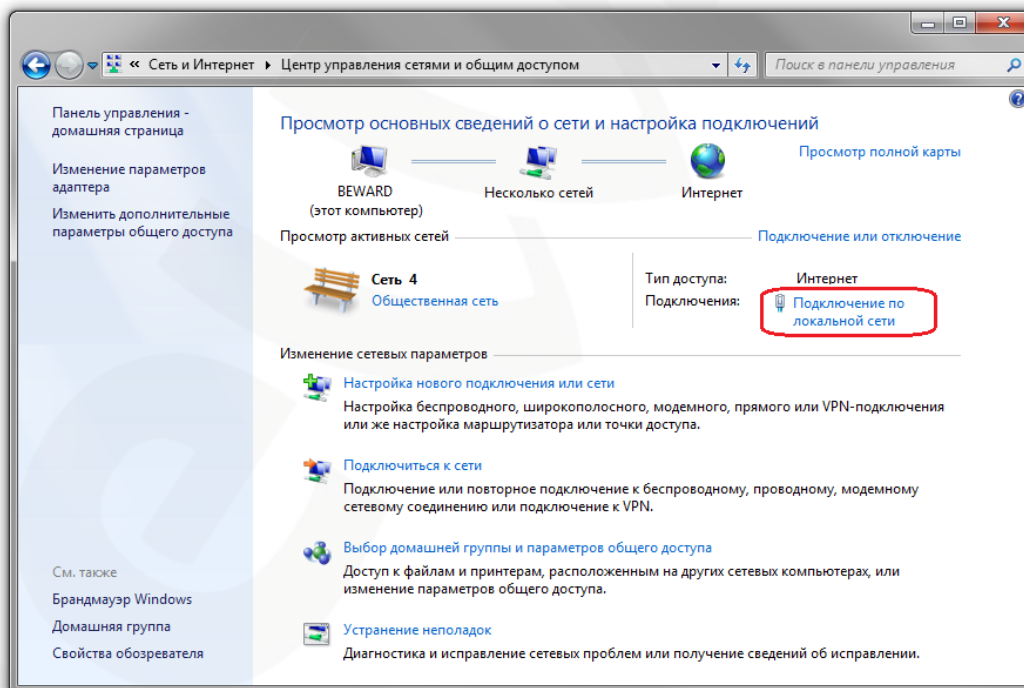 « Сеть и Интернет Центр управления сетями и общим доступом
Поиск в панели управления
Панель управления -
домашняя страница
Изменение параметров
адаптера
Изменить дополнительные
параметры общего доступа
Просмотр основных сведений о сети и настройка подключений
Просмотр полной карты
BEWARD
(этот компьютер)
Несколько сетей
Интернет
Просмотр активных сетей
Подключение или отключение
Сеть 4
Общественная сеть
Тип доступа: Интернет
Подключения: Подключение по
локальной сети
Изменение сетевых параметров
Настройка нового подключения или сети
Настройка беспроводного, широкополосного, модемного, прямого или VPN-подключения
или же настройка маршрутизатора или точки доступа.
Подключиться к сети
Подключение или повторное подключение к беспроводному, проводному, модемному
сетевому соединению или подключение к VPN.
Выбор домашней группы и параметров общего доступа
Доступ к файлам и принтерам, расположенным на других сетевых компьютерах, или
изменение параметров общего доступа.
Устранение неполадок
Диагностика и исправление сетевых проблем или получение сведений об исправлении.
См. также
Брандмауэр Windows
Домашняя группа
Свойства обозревателя